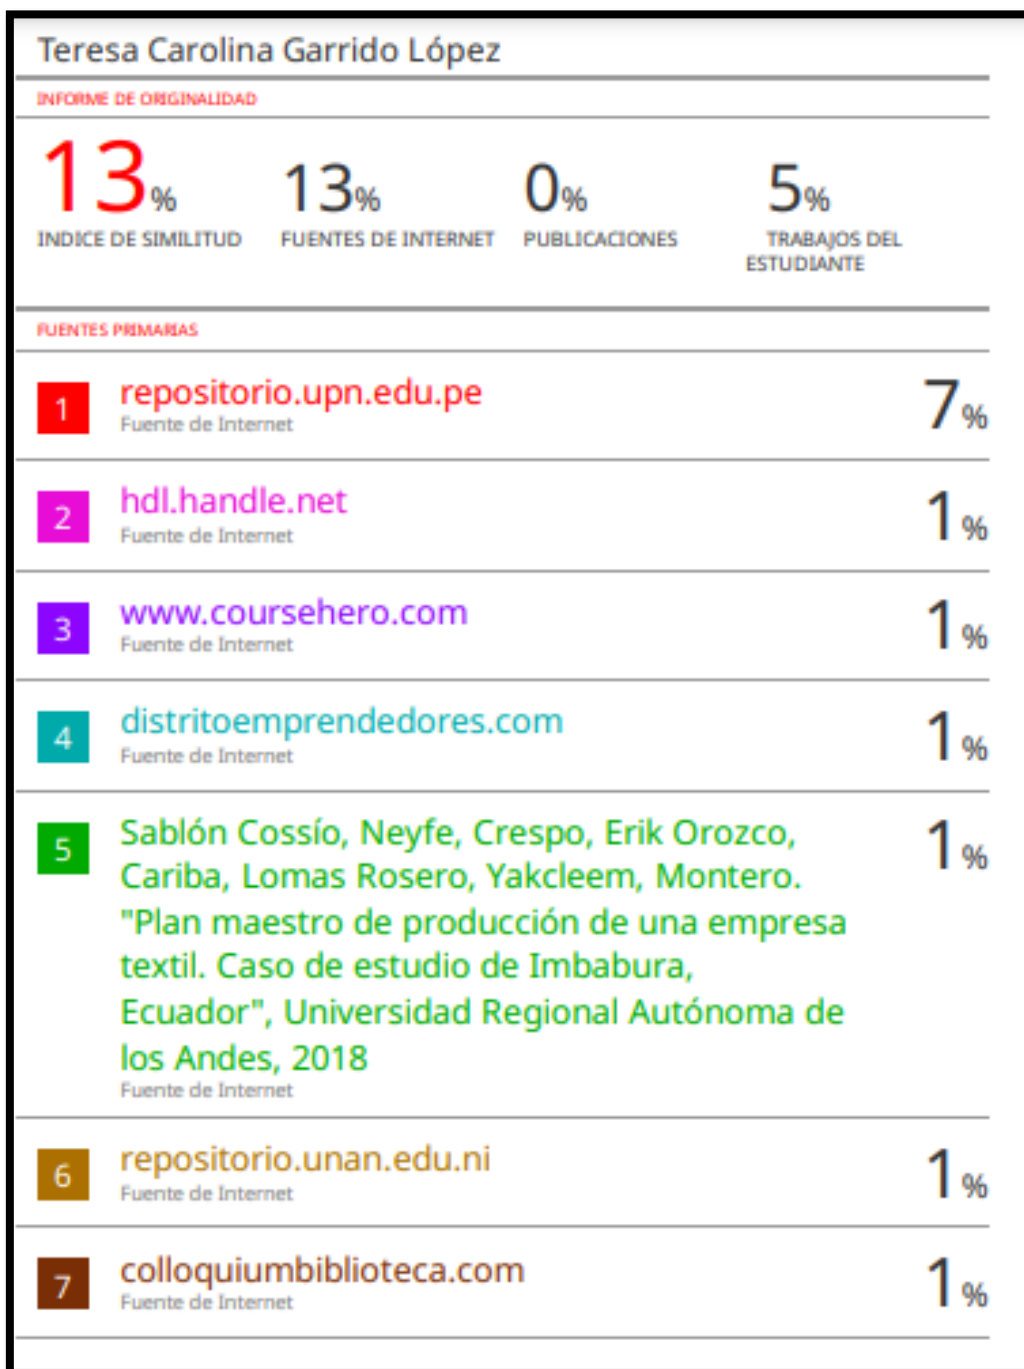 Teresa Carolina Garrido López
INFORME DE ORIGINALIDAD
13%
13%
0%
5%
INDICE DE SIMILITUD
FUENTES DE INTERNET
PUBLICACIONES
TRABAJOS DEL
ESTUDIANTE
FUENTES PRIMARIAS
1
repositorio.upn.edu.pe
Fuente de Internet
7%
2
hdl.handle.net
Fuente de Internet
1%
3
www.coursehero.com
Fuente de Internet
1%
4
distritoemprendedores.com
Fuente de Internet
1%
5
Sablón Cossío, Neyfe, Crespo, Erik Orozco,
Cariba, Lomas Rosero, Yakcleem, Montero.
"Plan maestro de producción de una empresa
textil. Caso de estudio de Imbabura,
Ecuador", Universidad Regional Autónoma de
los Andes, 2018
Fuente de Internet
1%
6
repositorio.unan.edu.ni
Fuente de Internet
1%
7
colloquiumbiblioteca.com
Fuente de Internet
1%